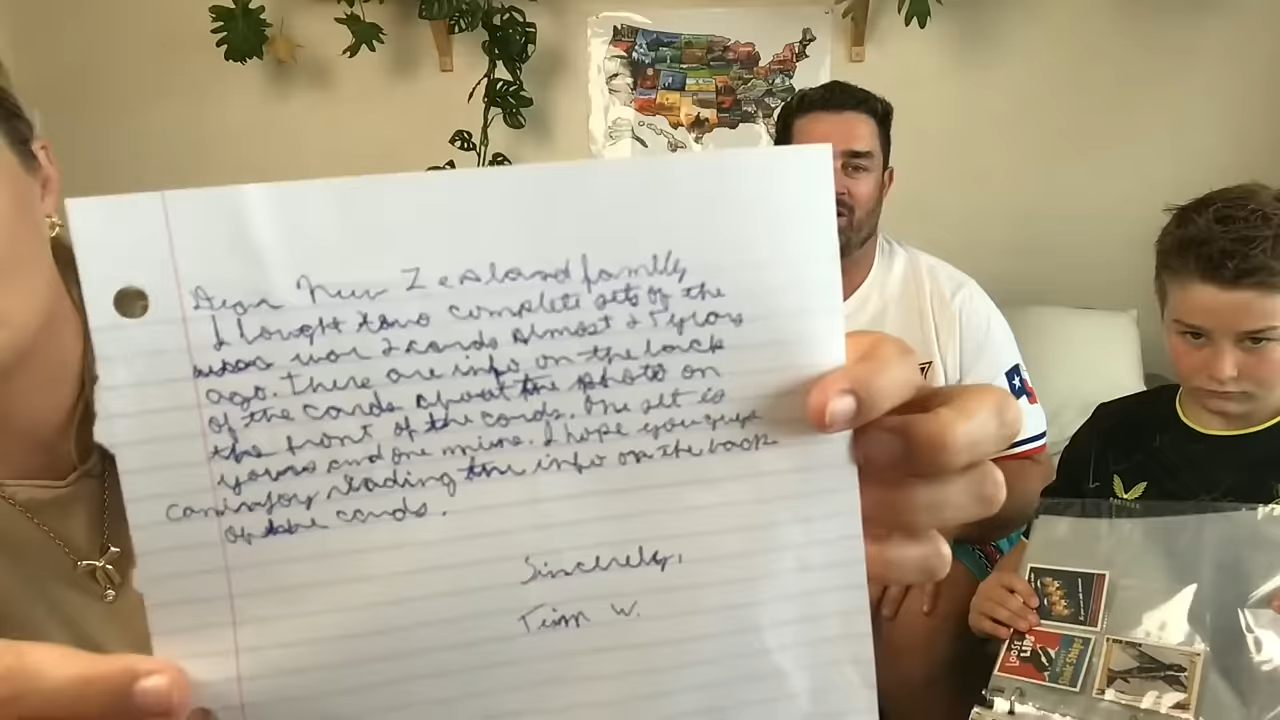 Dear New Zealand family,
I bought two complete sets of the
war 2 cards almost 25 years
ago. There are info on the back
of the cards about the photo on
the front of the cards. One set is
yours and one mine. I hope you guys
can injoy reading the info on the back
of the cards.
Sincerely,
Tim W.
LOOSE
LIPS
Sink Ships